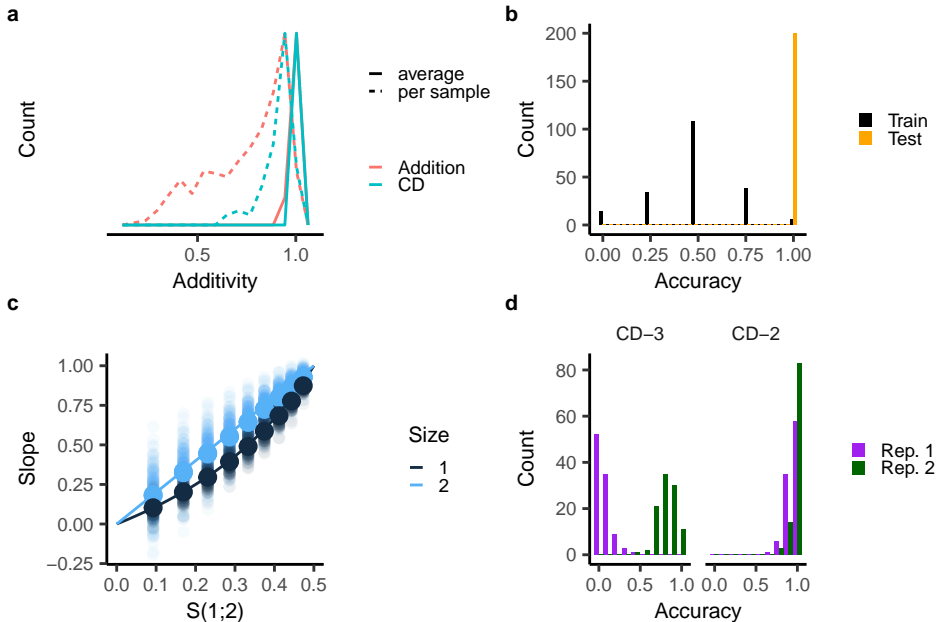 a
Count
0.5 1.0
Additivity
average
per sample
Addition
CD
b
Count
200
150
100
50
0
0.00 0.25 0.50 0.75 1.00
Accuracy
Train
Test
c
Slope
1.00
0.75
0.50
0.25
0.00
−0.25
0.0 0.1 0.2 0.3 0.4 0.5
S(1;2)
Size
1
2
d
CD−3 CD−2
Count
80
60
40
20
0
0.0 0.5 1.0 0.0 0.5 1.0
Accuracy
Rep. 1
Rep. 2